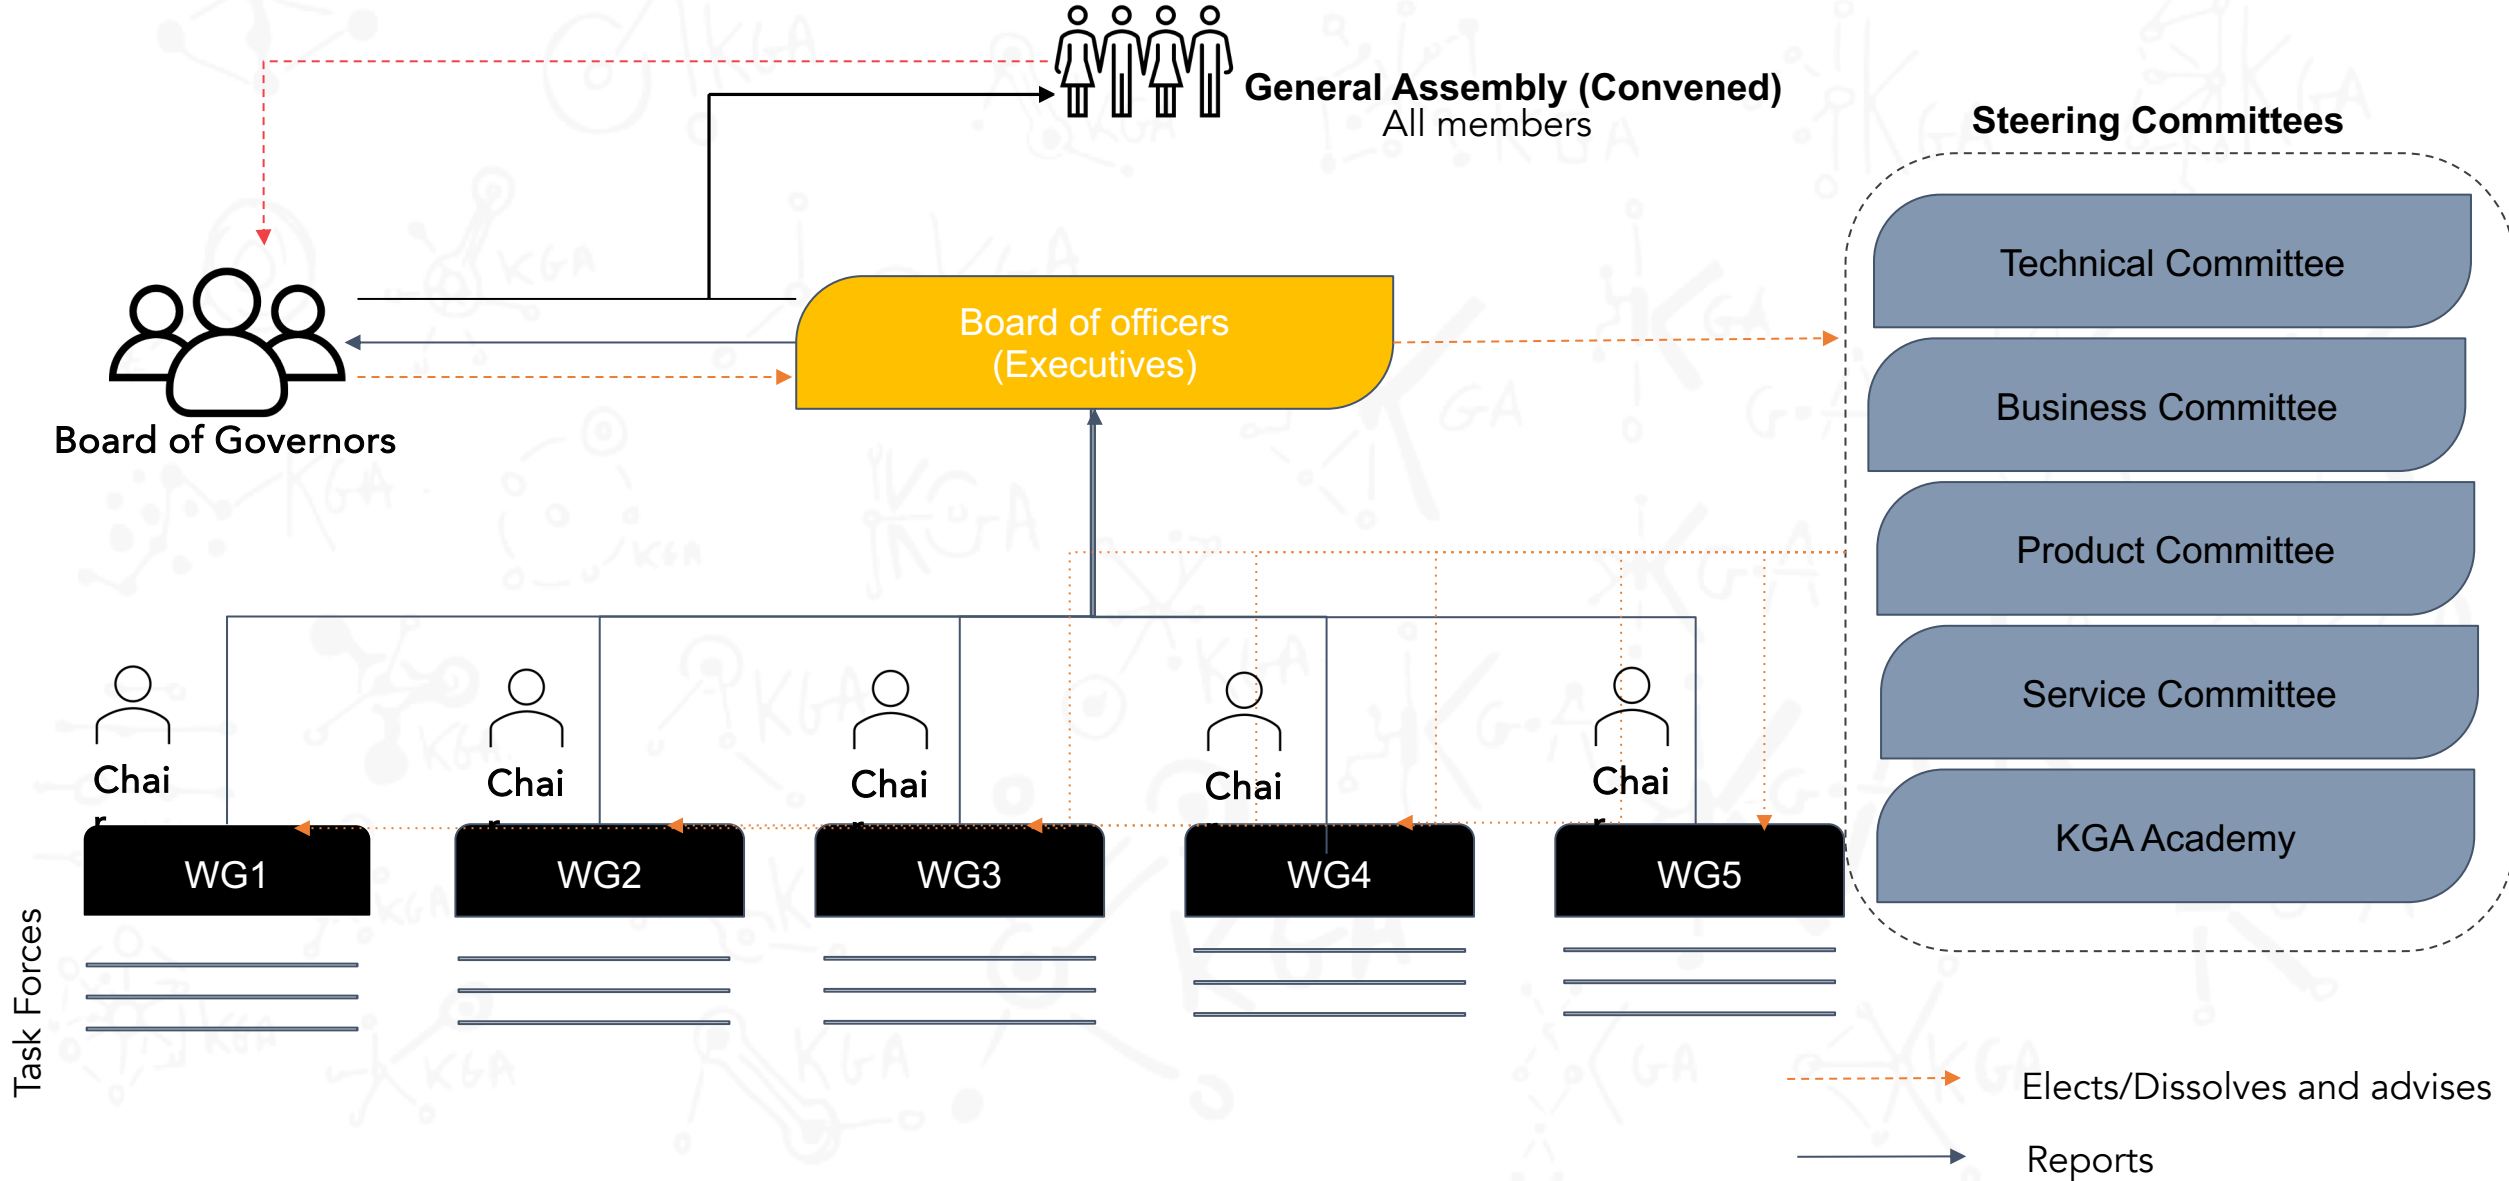 General Assembly (Convened)
All members
Steering Committees
Technical Committee
Business Committee
Product Committee
Service Committee
KGA Academy
Board of officers
(Executives)
Board of Governors
Chai
r
Chai
r
Chai
r
Chai
r
Chai
r
WG1
WG2
WG3
WG4
WG5
Task Forces
Elects/Dissolves and advises
Reports